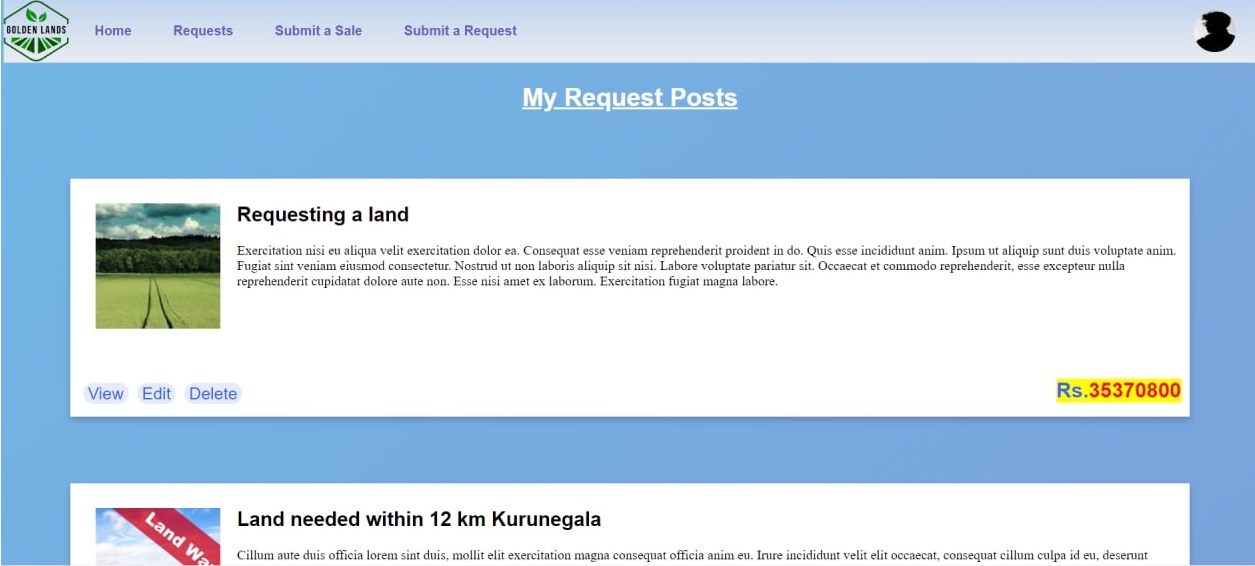 GOLDEN LANDS
Home Requests Submit a Sale Submit a Request
My Request Posts
Requesting a land
Exercitation nisi eu aliqua velit exercitation dolor ea. Consequat esse veniam reprehenderit proident in do. Quis esse incididunt anim. Ipsum ut aliquip sunt duis voluptate anim.
Fugiat sint veniam eiusmod consectetur. Nostrud ut non laboris aliquip sit nisi. Labore voluptate pariatur sit. Occaecat et commodo reprehenderit, esse excepteur nulla
reprehenderit cupidatat dolore aute non. Esse nisi amet ex laborum. Exercitation fugiat magna labore.
View Edit Delete
Rs.35370800
Land needed within 12 km Kurunegala
Land Wa
Cillum aute duis officia lorem sint duis, mollit elit exercitation magna consequat officia anim eu. Irure incididunt velit elit occaecat, consequat cillum culpa id eu, deserunt